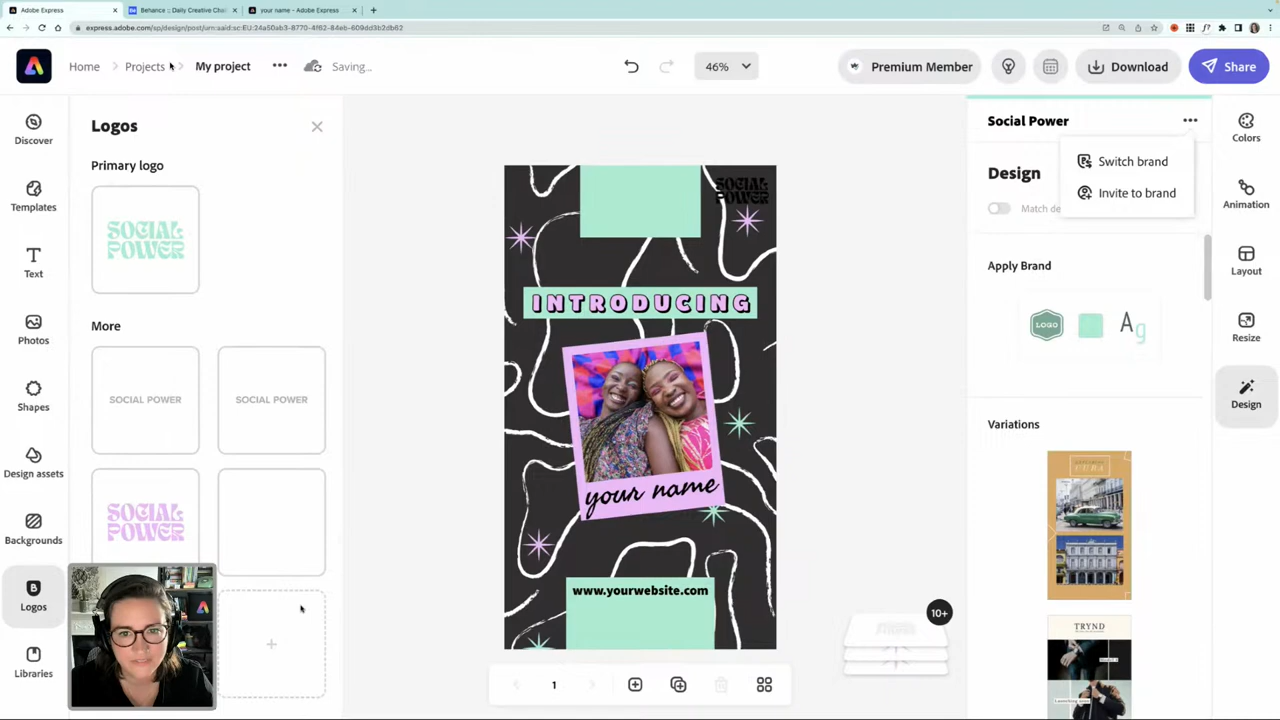 Adobe Express
Behance :: Daily Creative Chal
your name - Adobe Express
express.adobe.com/sp/design/post/urn:aaid:sc:EU:24a50ab3-8770-4f62-84eb-609dd3b2db62
Home
Projects
My project
Saving...
46%
Premium Member
Download
Share
Discover
Templates
Text
Photos
Shapes
Design assets
Backgrounds
Logos
Libraries
Logos
Primary logo
SOCIAL
POWER
More
SOCIAL POWER
SOCIAL POWER
SOCIAL
POWER
SOCIAL
POWER
INTRODUCING
your name
www.yourwebsite.com
1
10+
Social Power
Switch brand
Invite to brand
Design
Match de
Apply Brand
LOGO
Ag
Variations
TRYND
Colors
Animation
Layout
Resize
Design